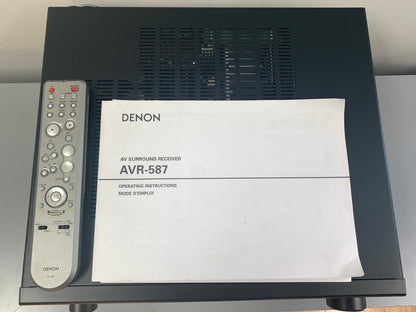 DENON
AV SURROUND RECEIVER
AVR-587
OPERATING INSTRUCTIONS
MODE D'EMPLOI
DENON